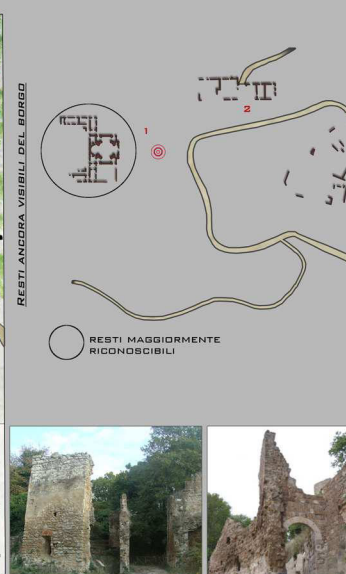 RESTI ANCORA VISIBILI DEL BORGO
1
2
RESTI MAGGIORMENTE
RICONOSCIBILI